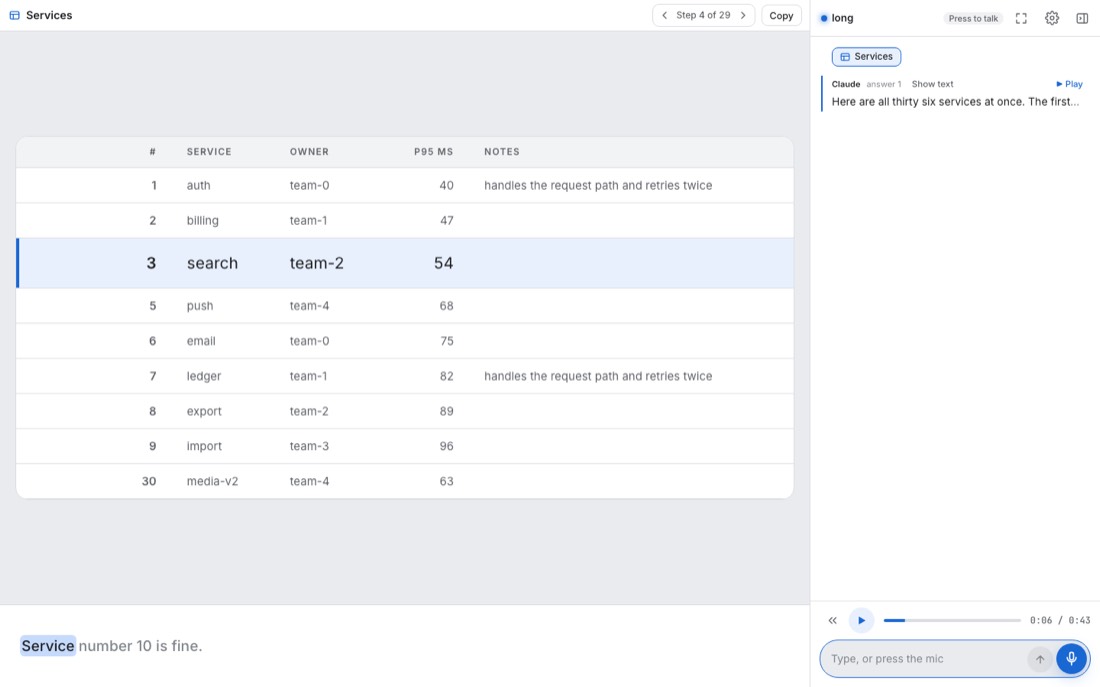 Services
Step 4 of 29
Copy
# SERVICE OWNER P95 MS NOTES
1 auth team-0 40 handles the request path and retries twice
2 billing team-1 47
3 search team-2 54
5 push team-4 68
6 email team-0 75
7 ledger team-1 82 handles the request path and retries twice
8 export team-2 89
9 import team-3 96
30 media-v2 team-4 63
Service number 10 is fine.
long
Press to talk
Services
Claude answer 1 Show text Play
Here are all thirty six services at once. The first...
0:06 / 0:43
Type, or press the mic